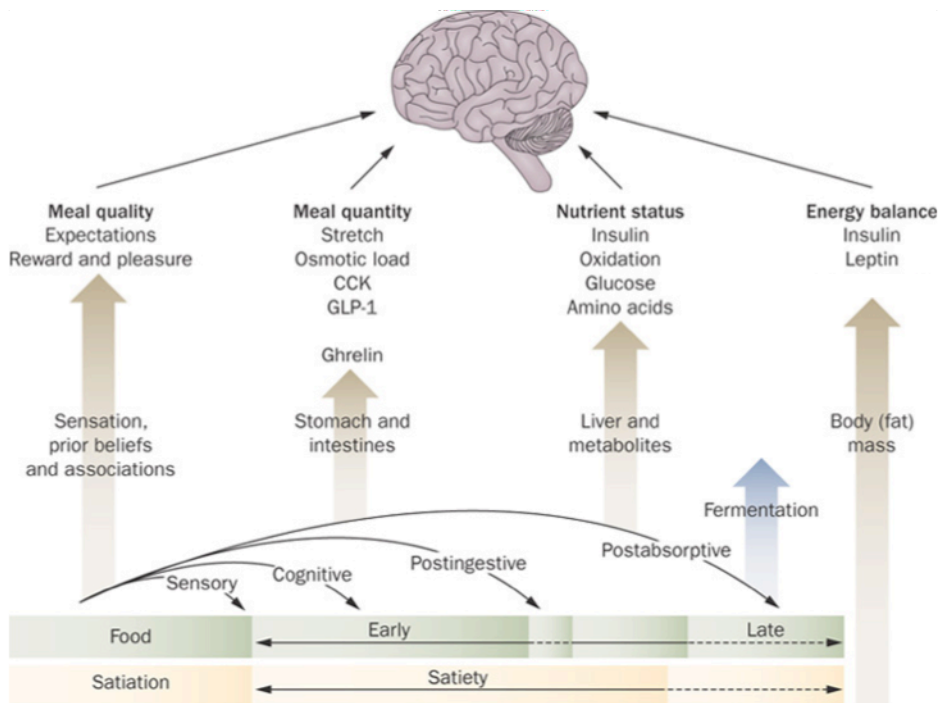 Meal quality
Expectations
Reward and pleasure
Meal quantity
Stretch
Osmotic load
CCK
GLP-1
Ghrelin
Nutrient status
Insulin
Oxidation
Glucose
Amino acids
Energy balance
Insulin
Leptin
Sensation,
prior beliefs
and associations
Stomach and
intestines
Liver and
metabolites
Body (fat)
mass
Fermentation
Sensory
Cognitive
Postingestive
Postabsorptive
Food
Early
Late
Satiation
Satiety